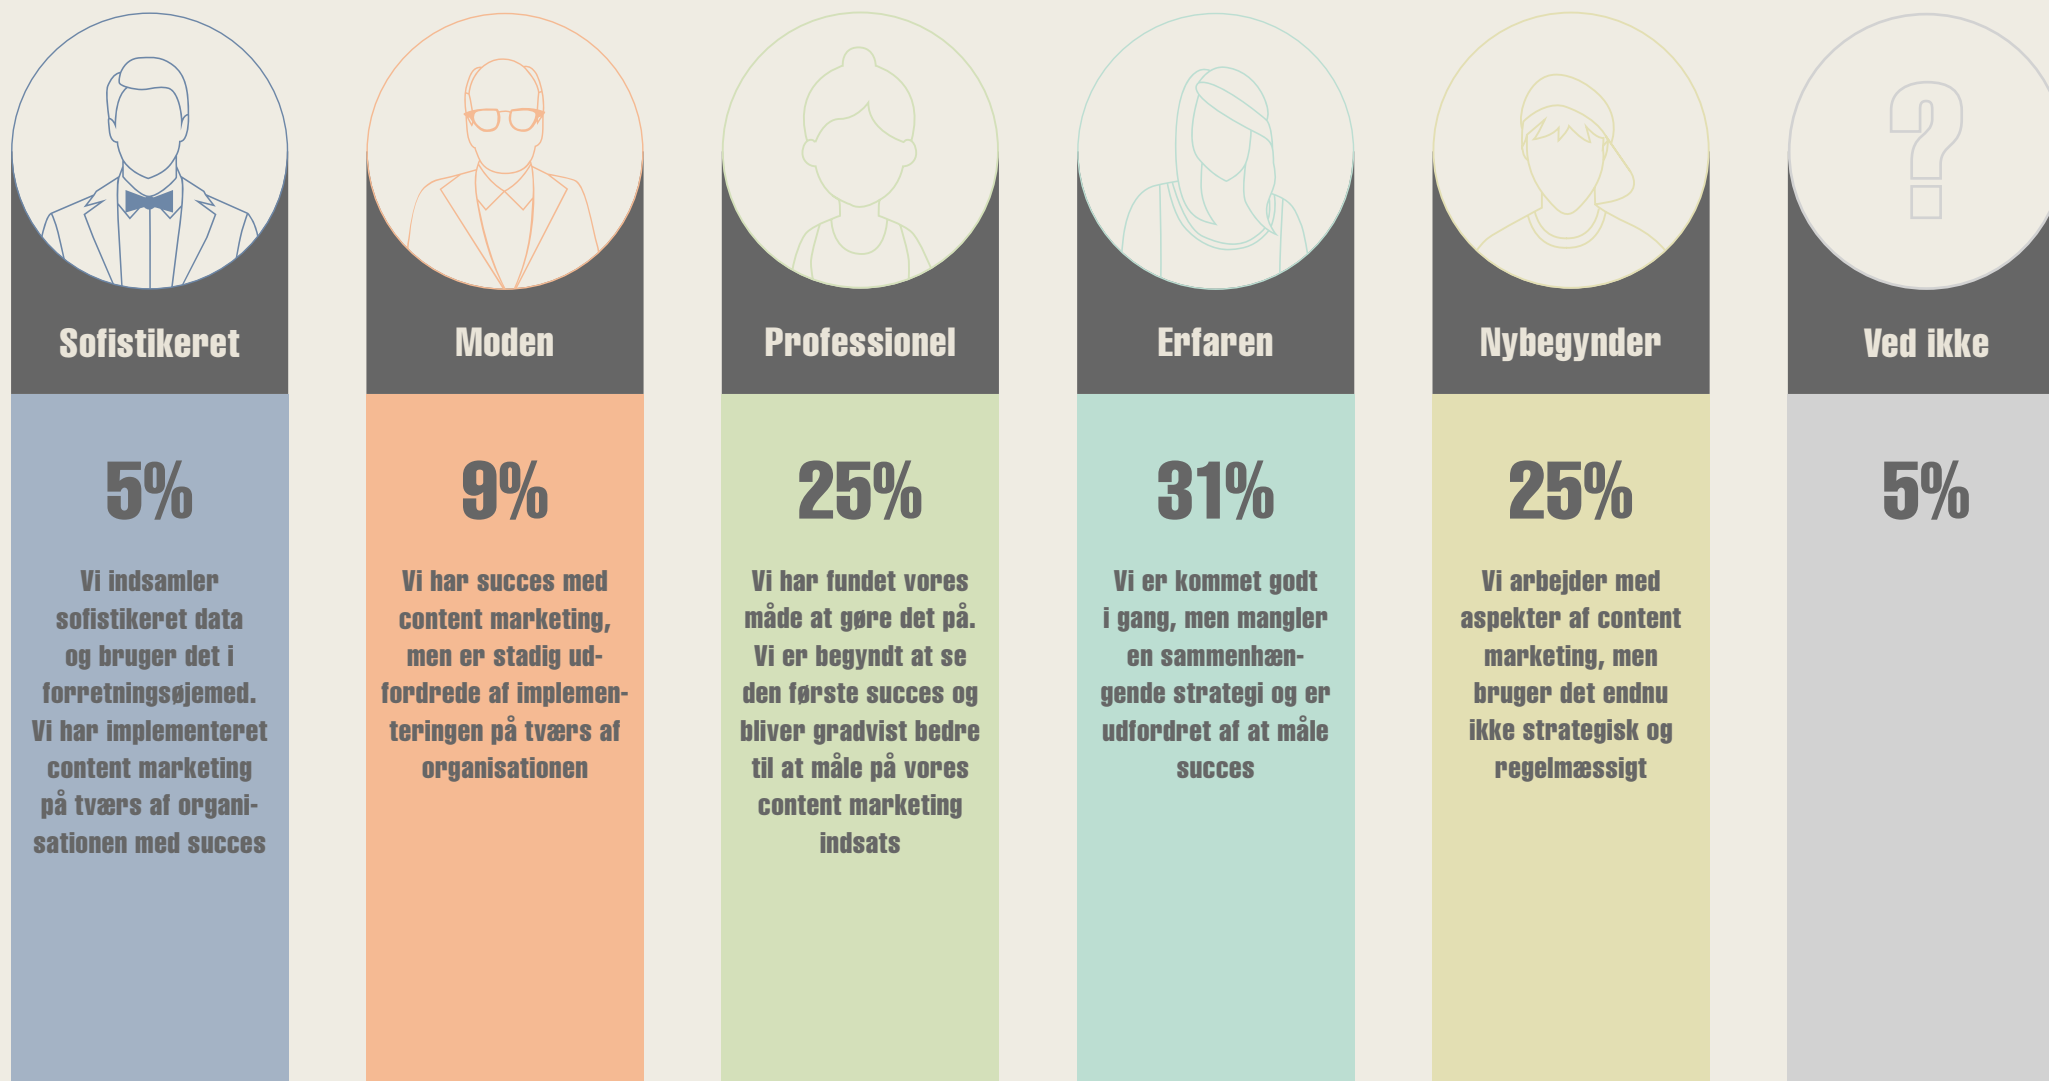 Sofistikeret
5%
Vi indsamler
sofistikeret data
og bruger det i
forretningsøjemed.
Vi har implementeret
content marketing
på tværs af organi-
sationen med succes
Moden
9%
Vi har succes med
content marketing,
men er stadig ud-
fordrede af implemen-
teringen på tværs af
organisationen
Professionel
25%
Vi har fundet vores
måde at gøre det på.
Vi er begyndt at se
den første succes og
bliver gradvist bedre
til at måle på vores
content marketing
indsats
Erfaren
31%
Vi er kommet godt
i gang, men mangler
en sammenhæn-
gende strategi og er
udfordret af at måle
succes
Nybegynder
25%
Vi arbejder med
aspekter af content
marketing, men
bruger det endnu
ikke strategisk og
regelmæssigt
?
Ved ikke
5%